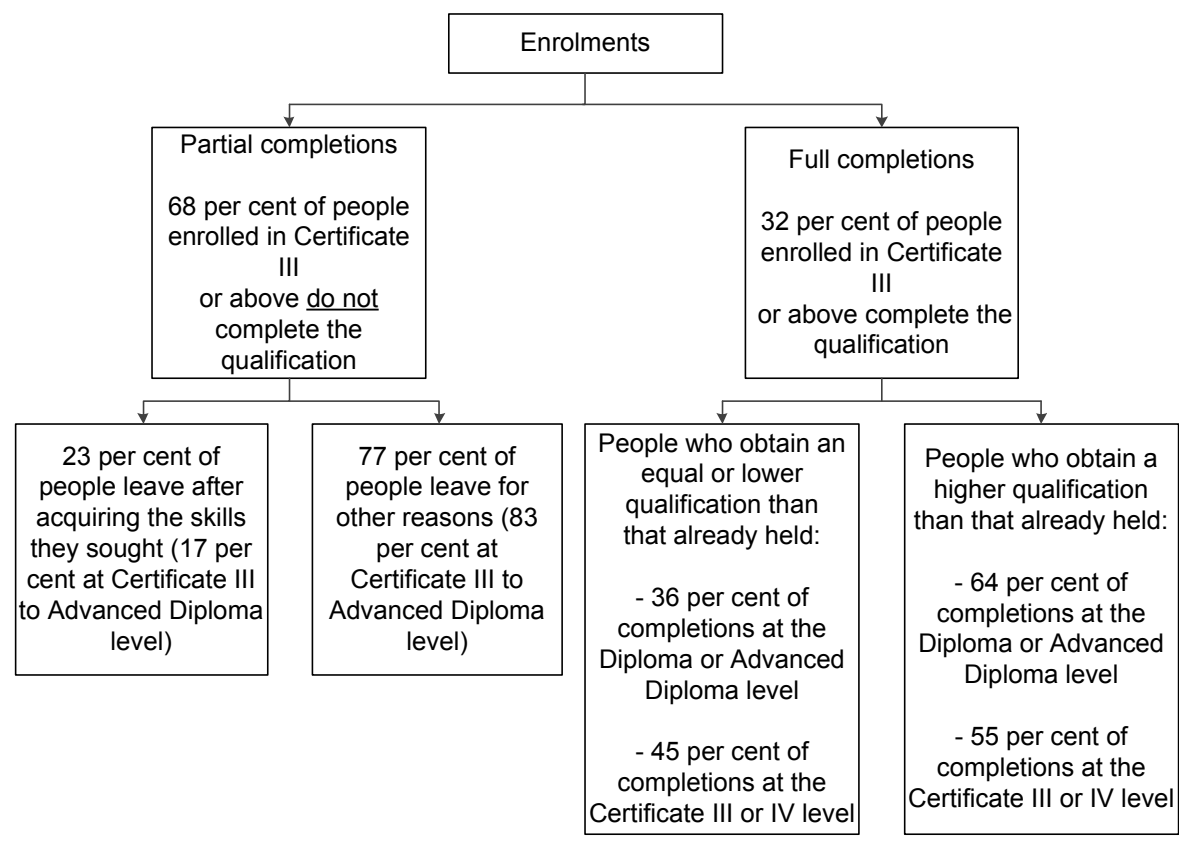 Enrolments
Partial completions
68 per cent of people
enrolled in Certificate
III
or above do not
complete the
qualification
Full completions
32 per cent of people
enrolled in Certificate
III
or above complete the
qualification
23 per cent of
people leave after
acquiring the skills
they sought (17 per
cent at Certificate III
to Advanced Diploma
level)
77 per cent of
people leave for
other reasons (83
per cent at
Certificate III to
Advanced Diploma
level)
People who obtain an
equal or lower
qualification than
that already held:
- 36 per cent of
completions at the
Diploma or Advanced
Diploma level
- 45 per cent of
completions at the
Certificate III or IV level
People who obtain a
higher qualification
than that already held:
- 64 per cent of
completions at the
Diploma or Advanced
Diploma level
- 55 per cent of
completions at the
Certificate III or IV level